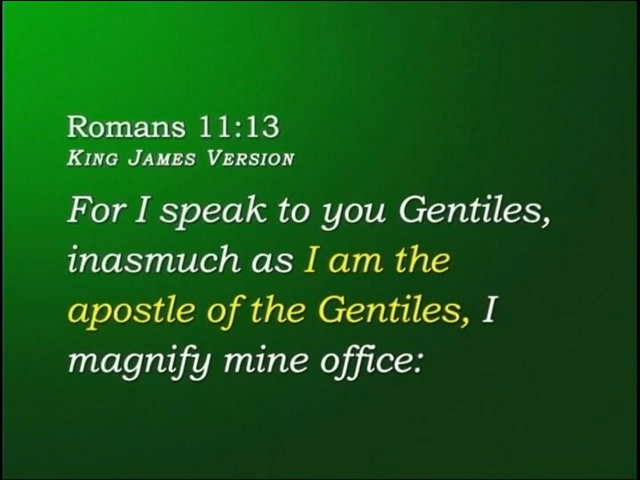 Romans 11:13
KING JAMES VERSION
For I speak to you Gentiles,
inasmuch as I am the
apostle of the Gentiles, I
magnify mine office: